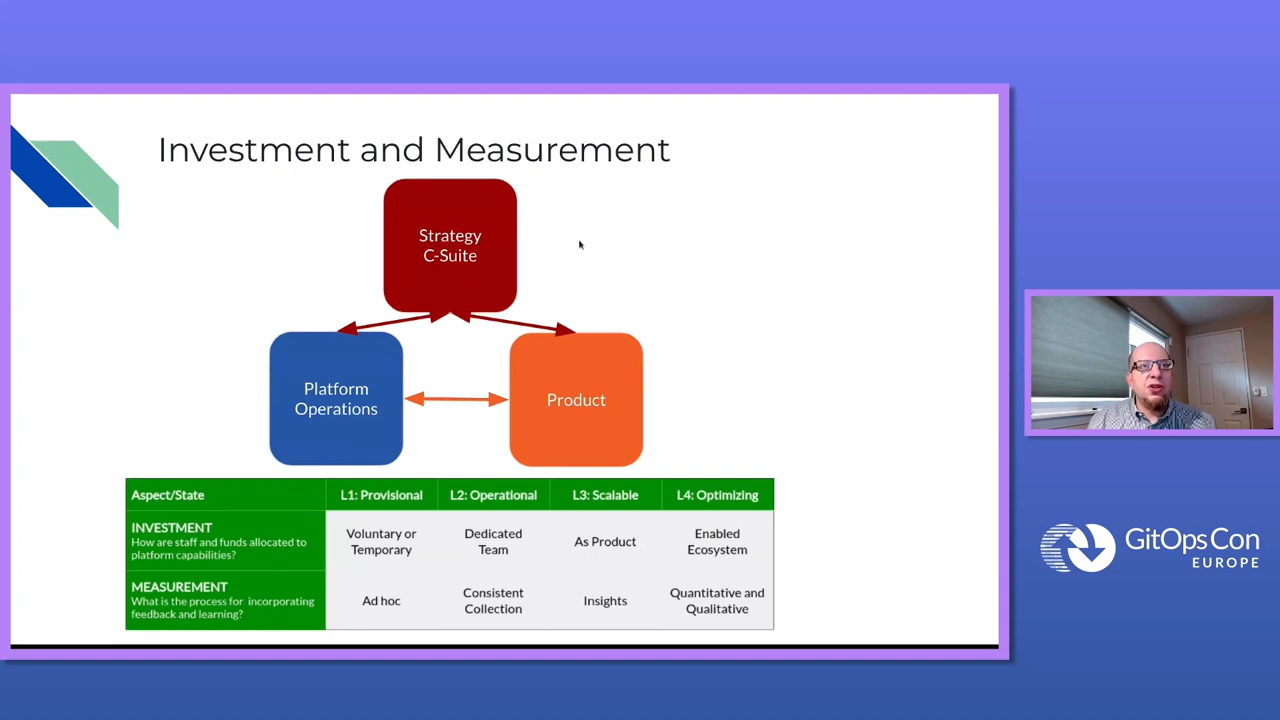 Investment and Measurement
Strategy
C-Suite
Platform
Operations
Product
Aspect/State
L1: Provisional
L2: Operational
L3: Scalable
L4: Optimizing
INVESTMENT
How are staff and funds allocated to
platform capabilities?
Voluntary or
Temporary
Dedicated
Team
As Product
Enabled
Ecosystem
MEASUREMENT
What is the process for incorporating
feedback and learning?
Ad hoc
Consistent
Collection
Insights
Quantitative and
Qualitative
GitOpsCon
EUROPE